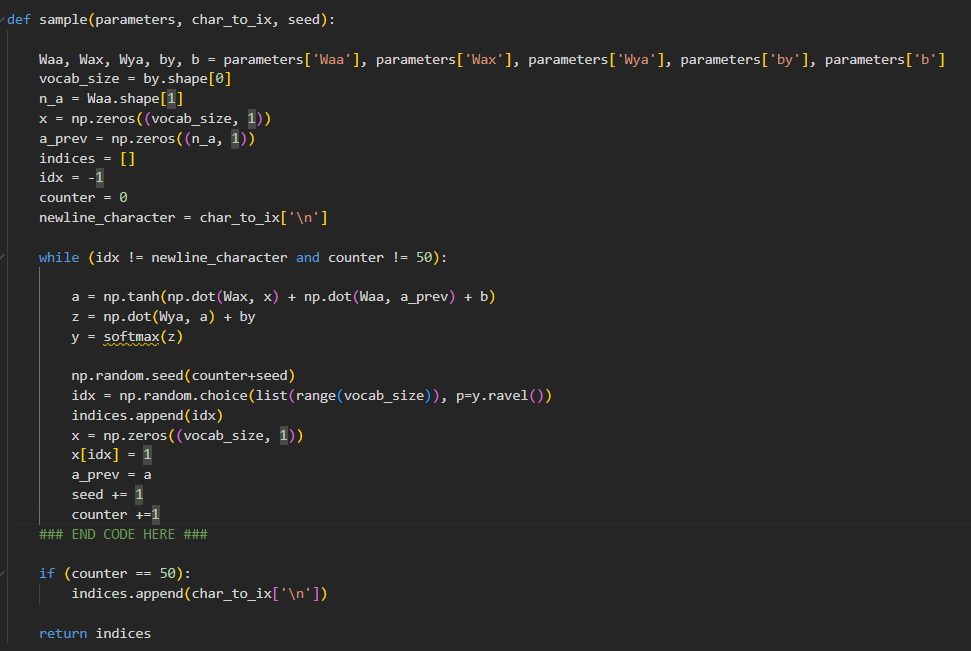 def sample(parameters, char_to_ix, seed):
Waa, Wax, Wya, by, b = parameters['Waa'], parameters['Wax'], parameters['Wya'], parameters['by'], parameters['b']
vocab_size = by.shape[0]
n_a = Waa.shape[1]
x = np.zeros((vocab_size, 1))
a_prev = np.zeros((n_a, 1))
indices = []
idx = -1
counter = 0
newline_character = char_to_ix['\n']
while (idx != newline_character and counter != 50):
a = np.tanh(np.dot(Wax, x) + np.dot(Waa, a_prev) + b)
z = np.dot(Wya, a) + by
y = softmax(z)
np.random.seed(counter+seed)
idx = np.random.choice(list(range(vocab_size)), p=y.ravel())
indices.append(idx)
x = np.zeros((vocab_size, 1))
x[idx] = 1
a_prev = a
seed += 1
counter +=1
### END CODE HERE ###
if (counter == 50):
indices.append(char_to_ix['\n'])
return indices